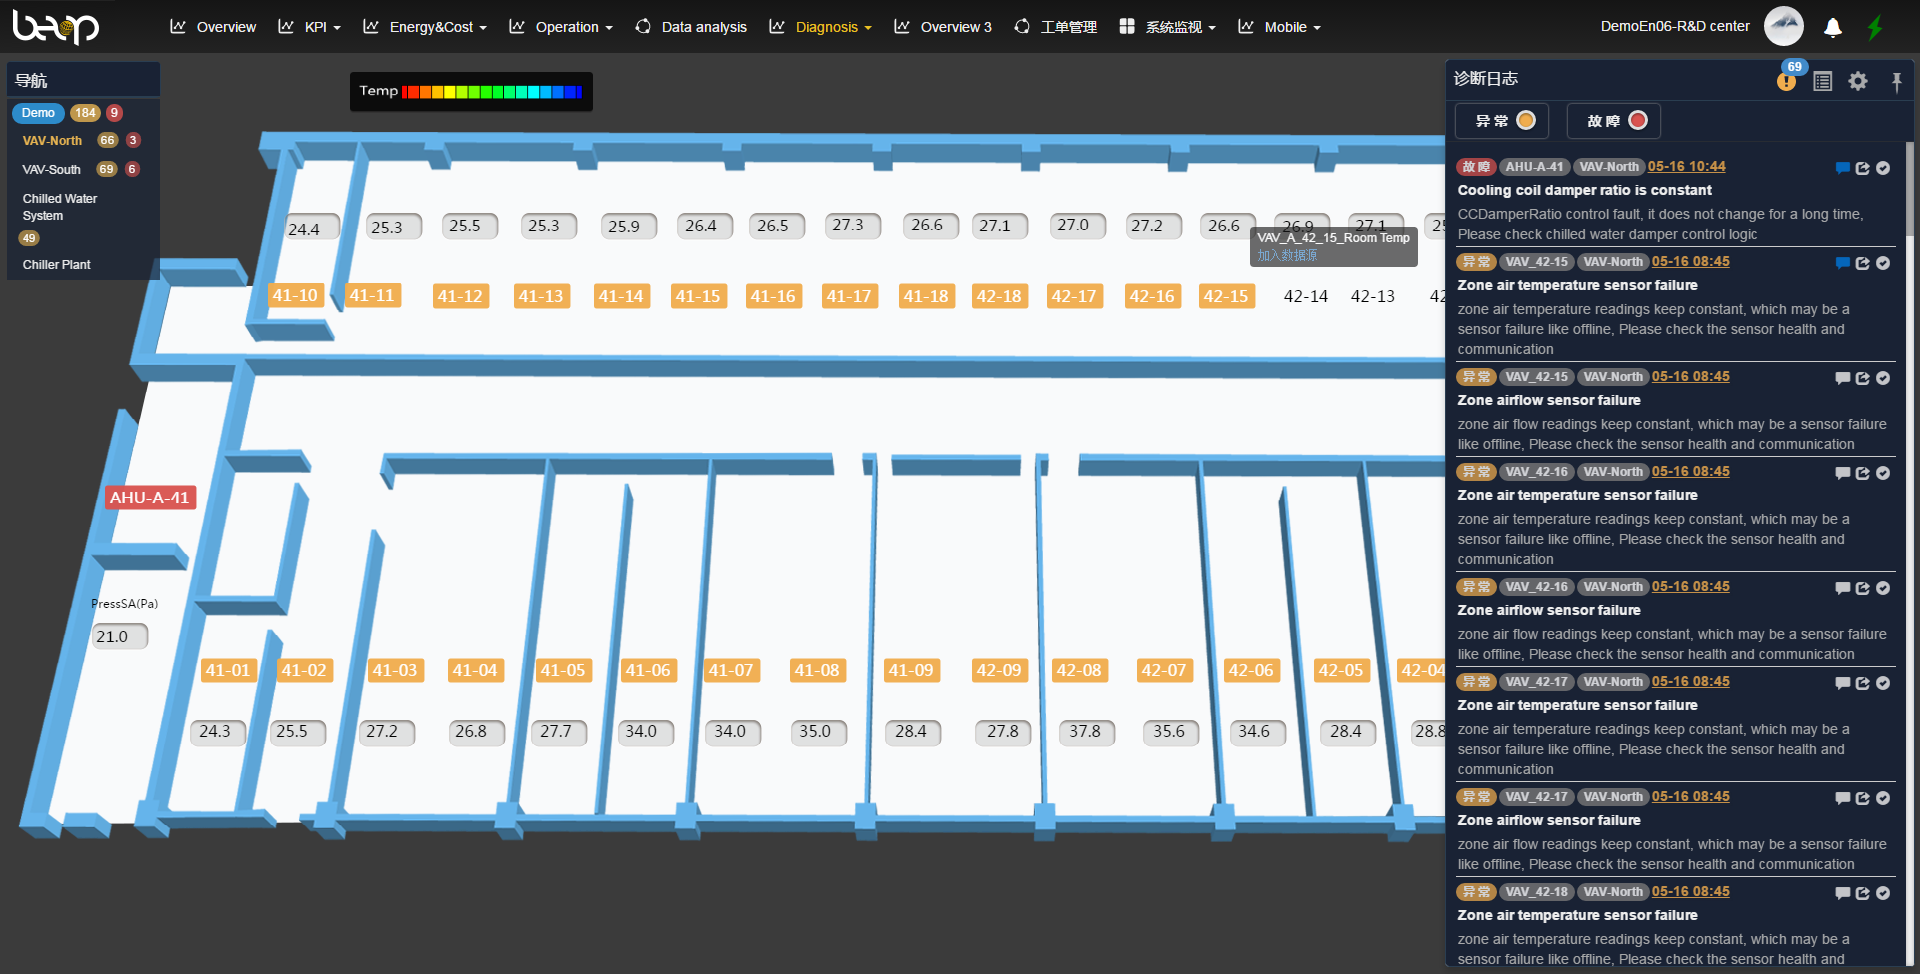 beop
Overview
KPI
Energy&Cost
Operation
Data analysis
Diagnosis
Overview 3
工单管理
系统监视
Mobile
DemoEn06-R&D center
导航
Demo 184 9
VAV-North 66 3
VAV-South 69 6
Chilled Water
System
49
Chiller Plant
Temp
24.4 25.3 25.5 25.3 25.9 26.4 26.5 27.3 26.6 27.1 27.0 27.2 26.6 26.9 27.1
VAV_A_42_15_Room Temp
加入数据源
41-10 41-11 41-12 41-13 41-14 41-15 41-16 41-17 41-18 42-18 42-17 42-16 42-15 42-14 42-13
AHU-A-41
PressSA(Pa)
21.0
41-01 41-02 41-03 41-04 41-05 41-06 41-07 41-08 41-09 42-09 42-08 42-07 42-06 42-05 42-04
24.3 25.5 27.2 26.8 27.7 34.0 34.0 35.0 28.4 27.8 37.8 35.6 34.6 28.4 28.8
诊断日志
69
异常 故障
故障 AHU-A-41 VAV-North 05-16 10:44
Cooling coil damper ratio is constant
CCDamperRatio control fault, it does not change for a long time,
Please check chilled water damper control logic
异常 VAV_42-15 VAV-North 05-16 08:45
Zone air temperature sensor failure
zone air temperature readings keep constant, which may be a
sensor failure like offline, Please check the sensor health and
communication
异常 VAV_42-15 VAV-North 05-16 08:45
Zone airflow sensor failure
zone air flow readings keep constant, which may be a sensor failure
like offline, Please check the sensor health and communication
异常 VAV_42-16 VAV-North 05-16 08:45
Zone air temperature sensor failure
zone air temperature readings keep constant, which may be a
sensor failure like offline, Please check the sensor health and
communication
异常 VAV_42-16 VAV-North 05-16 08:45
Zone airflow sensor failure
zone air flow readings keep constant, which may be a sensor failure
like offline, Please check the sensor health and communication
异常 VAV_42-17 VAV-North 05-16 08:45
Zone air temperature sensor failure
zone air temperature readings keep constant, which may be a
sensor failure like offline, Please check the sensor health and
communication
异常 VAV_42-17 VAV-North 05-16 08:45
Zone airflow sensor failure
zone air flow readings keep constant, which may be a sensor failure
like offline, Please check the sensor health and communication
异常 VAV_42-18 VAV-North 05-16 08:45
Zone air temperature sensor failure
zone air temperature readings keep constant, which may be a
sensor failure like offline, Please check the sensor health and